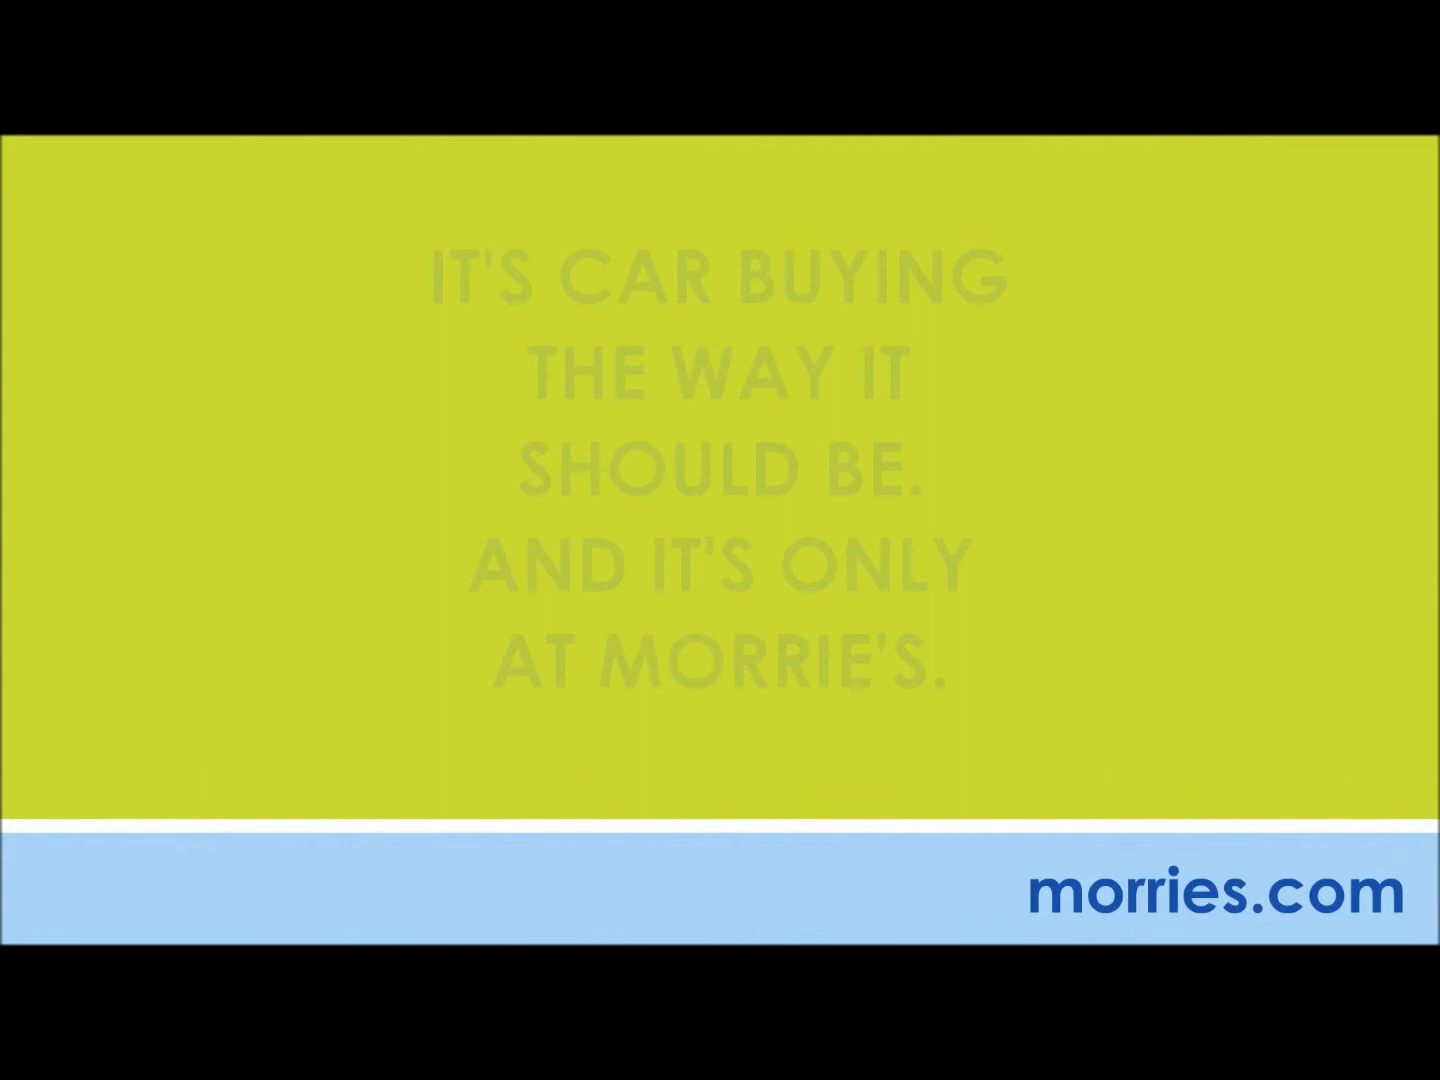 IT'S CAR BUYING
THE WAY IT
SHOULD BE.
AND IT'S ONLY
AT MORRIE'S.
morries.com